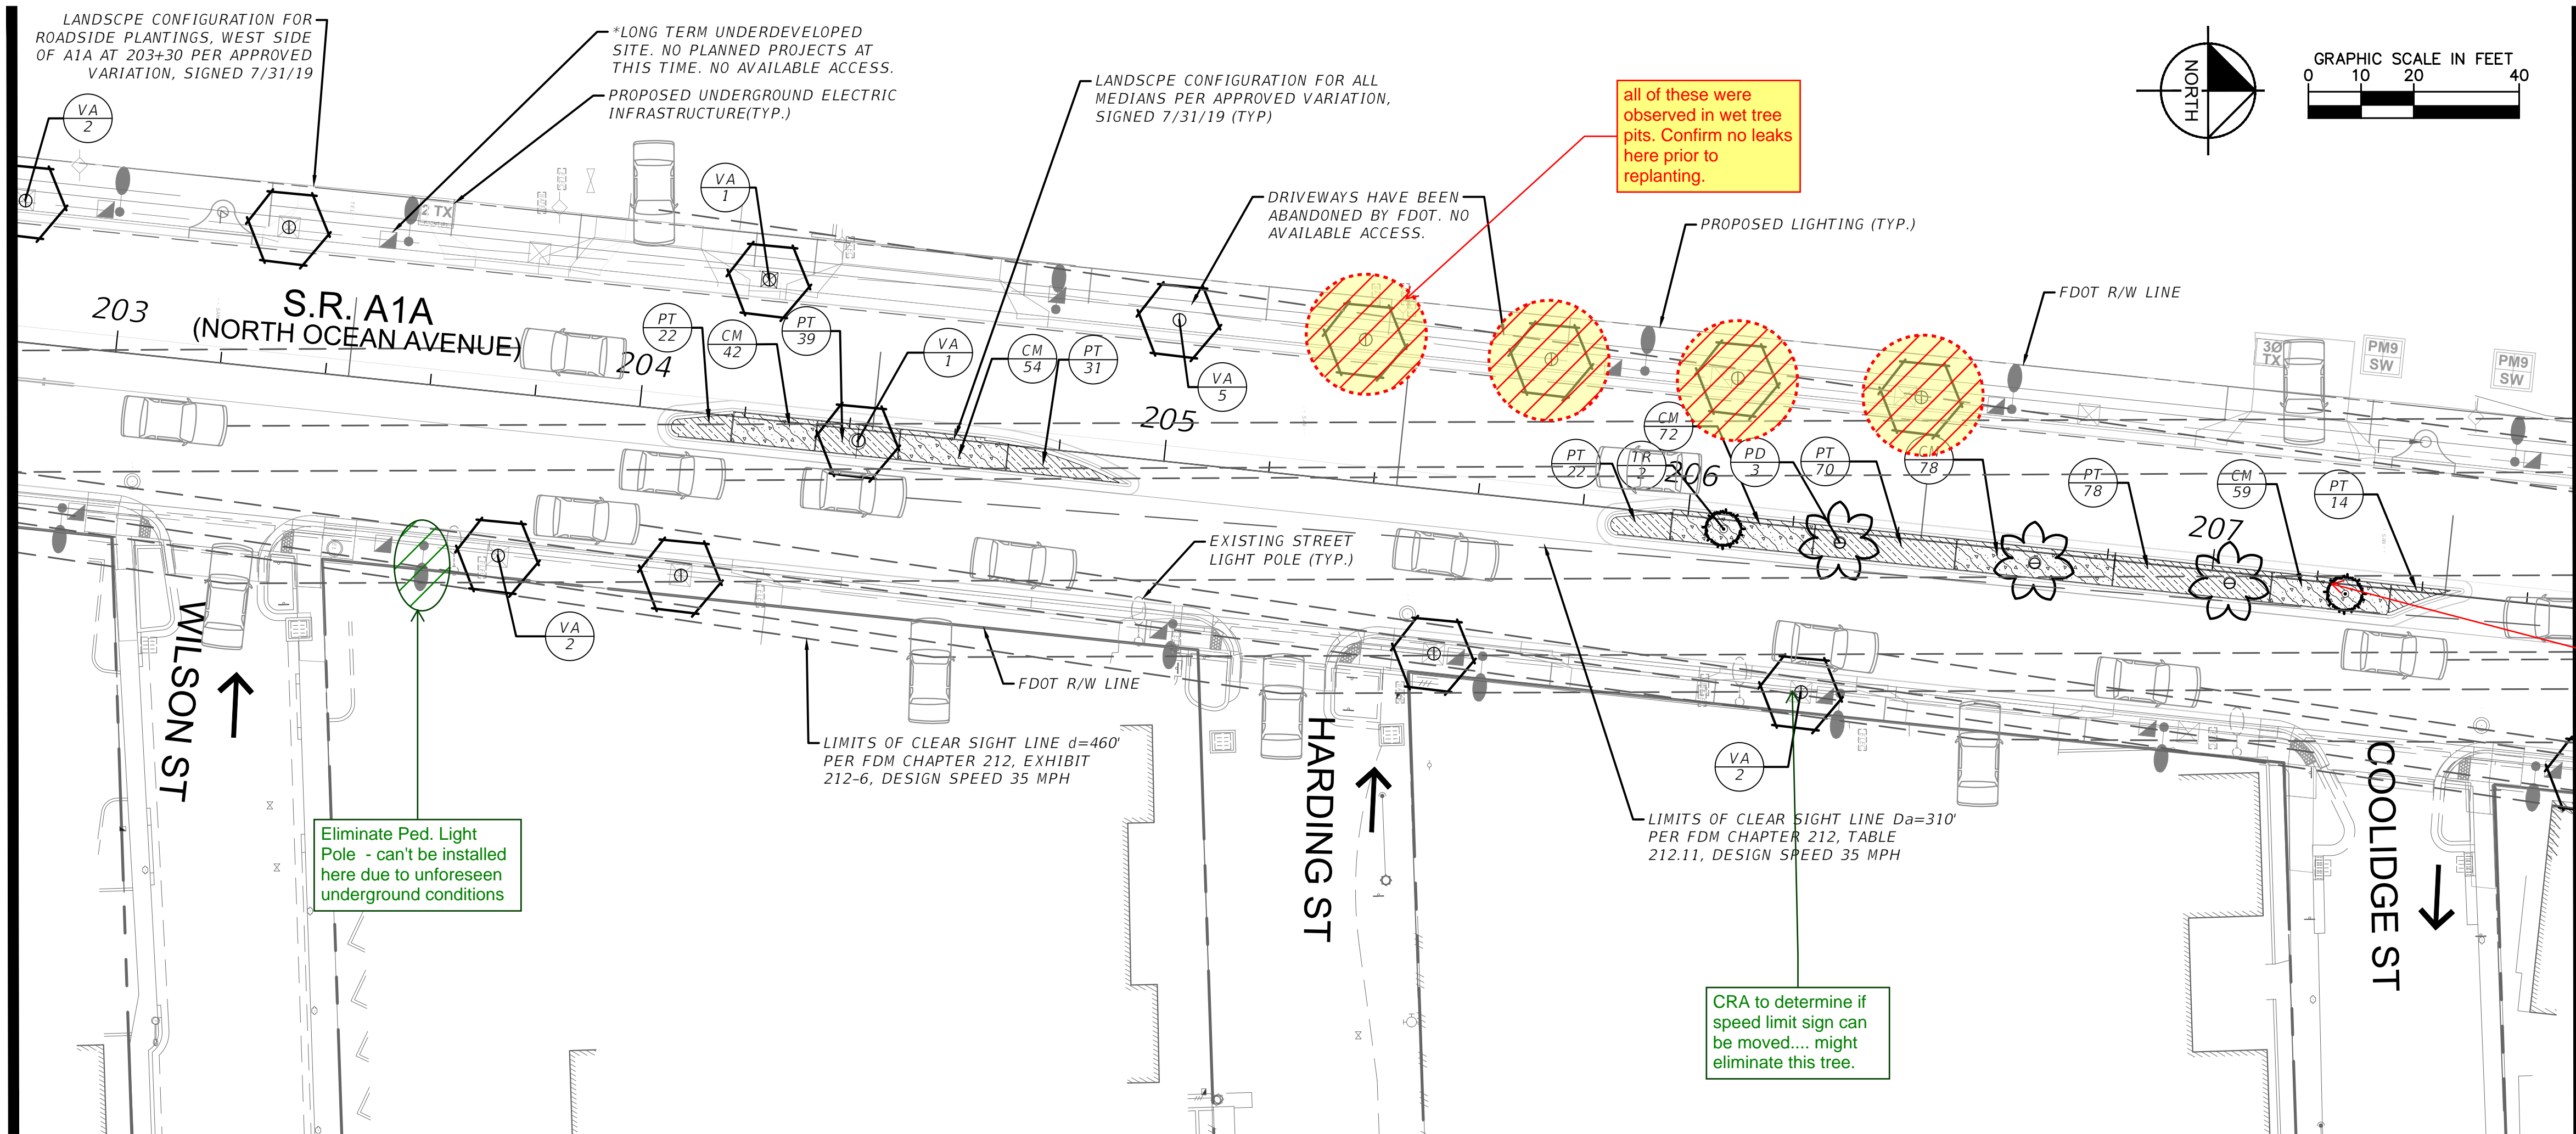 LANDSCPE CONFIGURATION FOR
ROADSIDE PLANTINGS, WEST SIDE
OF A1A AT 203+30 PER APPROVED
VARIATION, SIGNED 7/31/19
*LONG TERM UNDERDEVELOPED
SITE. NO PLANNED PROJECTS AT
THIS TIME. NO AVAILABLE ACCESS.
PROPOSED UNDERGROUND ELECTRIC
INFRASTRUCTURE(TYP.)
LANDSCPE CONFIGURATION FOR ALL
MEDIANS PER APPROVED VARIATION,
SIGNED 7/31/19 (TYP)
all of these were
observed in wet tree
pits. Confirm no leaks
here prior to
replanting.
NORTH
GRAPHIC SCALE IN FEET
0 10 20 40
VA
2
VA
1
DRIVEWAYS HAVE BEEN
ABANDONED BY FDOT. NO
AVAILABLE ACCESS.
PROPOSED LIGHTING (TYP.)
FDOT R/W LINE
2 TX
3Ø
TX
PM9
SW
PM9
SW
203
S.R. A1A
(NORTH OCEAN AVENUE)
204
PT
22
CM
42
PT
39
VA
1
CM
54
PT
31
VA
5
205
CM
72
PT
22
TR
2
206
PD
3
PT
70
78
PT
78
CM
59
PT
14
207
EXISTING STREET
LIGHT POLE (TYP.)
VA
2
FDOT R/W LINE
WILSON ST
LIMITS OF CLEAR SIGHT LINE d=460'
PER FDM CHAPTER 212, EXHIBIT
212-6, DESIGN SPEED 35 MPH
HARDING ST
VA
2
LIMITS OF CLEAR SIGHT LINE Da=310'
PER FDM CHAPTER 212, TABLE
212.11, DESIGN SPEED 35 MPH
COOLIDGE ST
Eliminate Ped. Light
Pole - can't be installed
here due to unforeseen
underground conditions
CRA to determine if
speed limit sign can
be moved.... might
eliminate this tree.